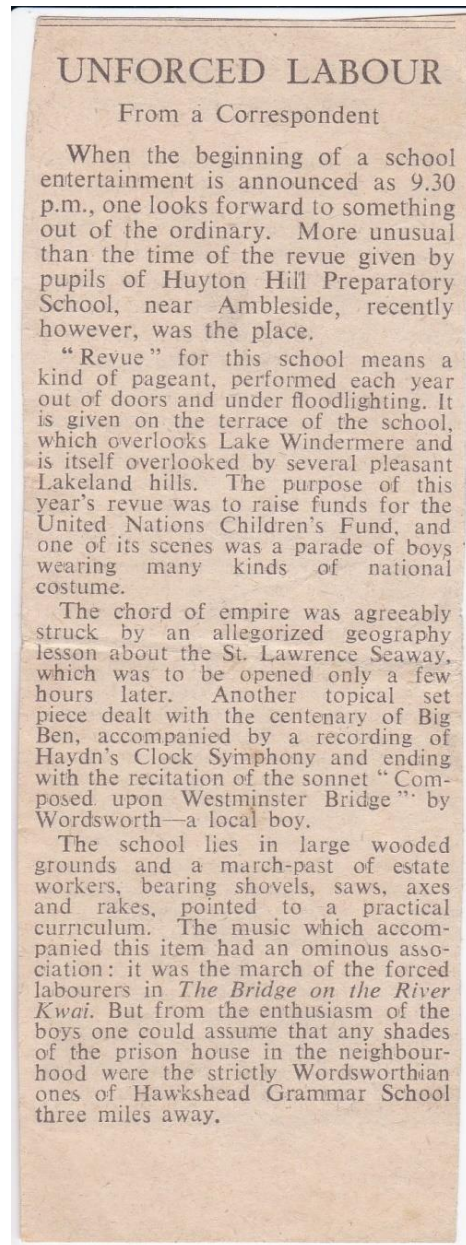 UNFORCED LABOUR
From a Correspondent
When the beginning of a school
entertainment is announced as 9.30
p.m., one looks forward to something
out of the ordinary. More unusual
than the time of the revue given by
pupils of Huyton Hill Preparatory
School, near Ambleside, recently
however, was the place.
“Revue” for this school means a
kind of pageant, performed each year
out of doors and under floodlighting. It
is given on the terrace of the school,
which overlooks Lake Windermere and
is itself overlooked by several pleasant
Lakeland hills. The purpose of this
year's revue was to raise funds for the
United Nations Children's Fund, and
one of its scenes was a parade of boys
wearing many kinds of national
costume.
The chord of empire was agreeably
struck by an allegorized geography
lesson about the St. Lawrence Seaway,
which was to be opened only a few
hours later. Another topical set
piece dealt with the centenary of Big
Ben, accompanied by a recording of
Haydn's Clock Symphony and ending
with the recitation of the sonnet “Com-
posed upon Westminster Bridge” by
Wordsworth—a local boy.
The school lies in large wooded
grounds and a march-past of estate
workers, bearing shovels, saws, axes
and rakes, pointed to a practical
curriculum. The music which accom-
panied this item had an ominous asso-
ciation: it was the march of the forced
labourers in The Bridge on the River
Kwai. But from the enthusiasm of the
boys one could assume that any shades
of the prison house in the neighbour-
hood were the strictly Wordsworthian
ones of Hawkshead Grammar School
three miles away.